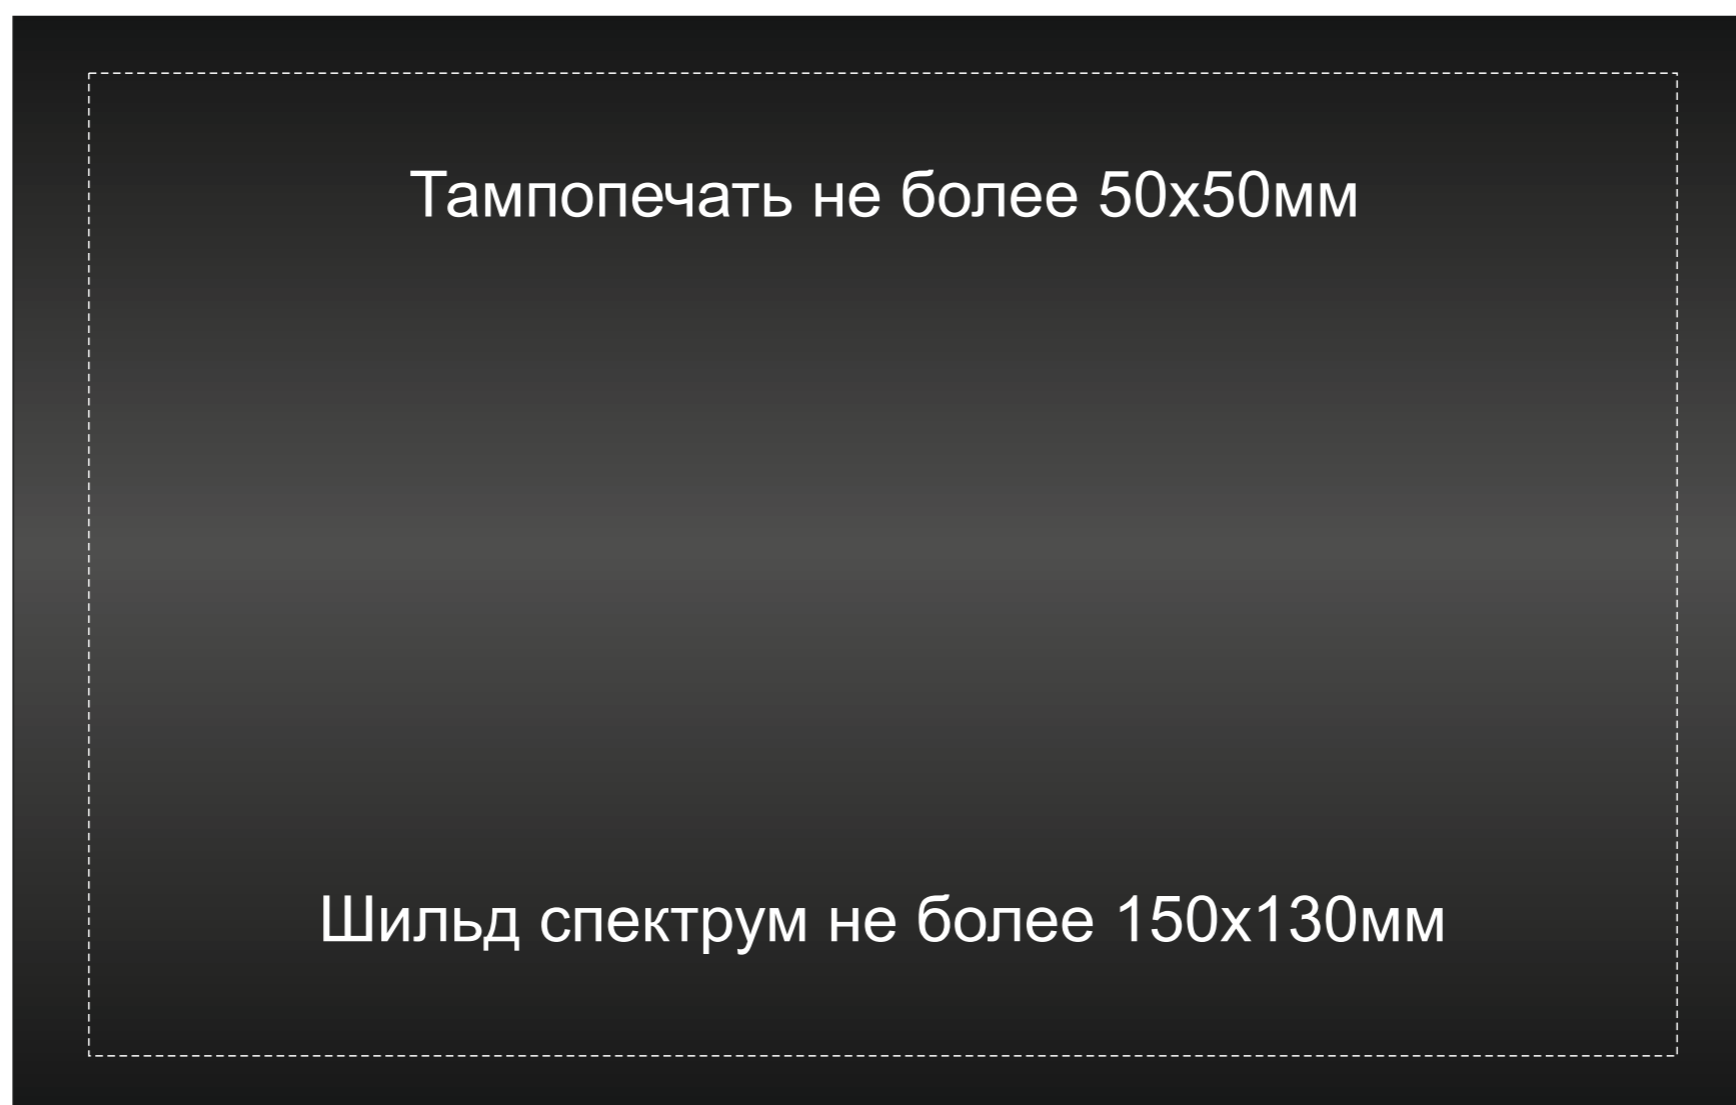 Тампопечать не более 50х50мм
Шильд спектрум не более 150х130мм